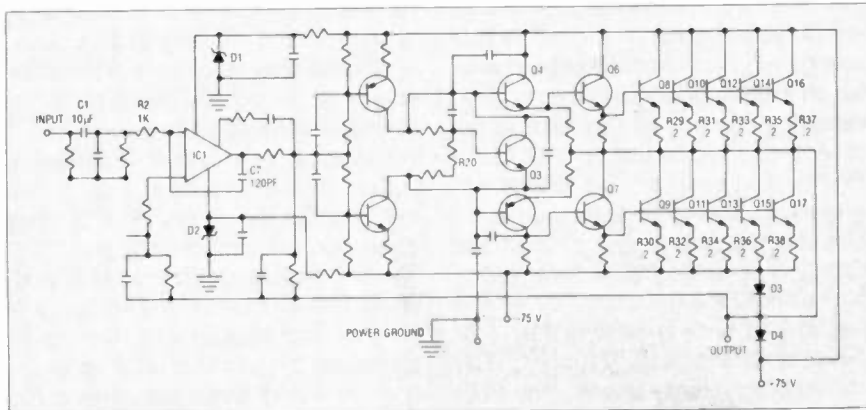 D1
Q4
Q6
Q8
Q10
Q12
Q14
Q16
C1
10µF
R2
1K
INPUT
R29
.2
R31
.2
R33
.2
R35
.2
R37
.2
IC1
C7
120PF
R20
Q3
Q7
Q9
Q11
Q13
Q15
Q17
D2
R30
.2
R32
.2
R34
.2
R36
.2
R38
.2
D3
-75 V
POWER GROUND
OUTPUT
D4
-75 V